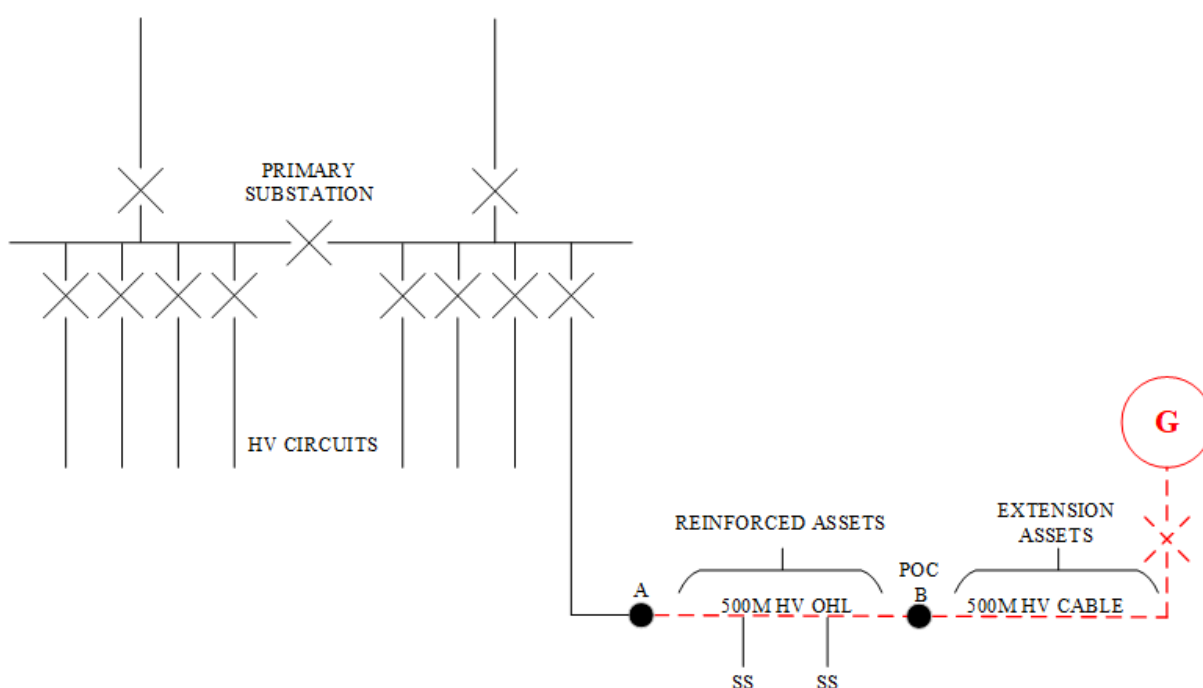 PRIMARY
SUBSTATION
HV CIRCUITS
G
REINFORCED ASSETS
EXTENSION
ASSETS
A
POC
B
500M HV OHL
500M HV CABLE
SS
SS